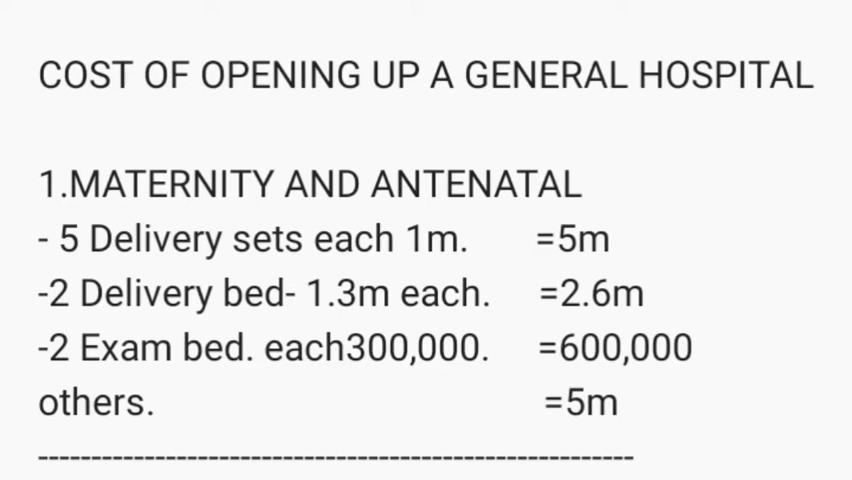 COST OF OPENING UP A GENERAL HOSPITAL
1.MATERNITY AND ANTENATAL
- 5 Delivery sets each 1m. =5m
-2 Delivery bed- 1.3m each. =2.6m
-2 Exam bed. each300,000. =600,000
others. =5m
--------------------------------------------------------